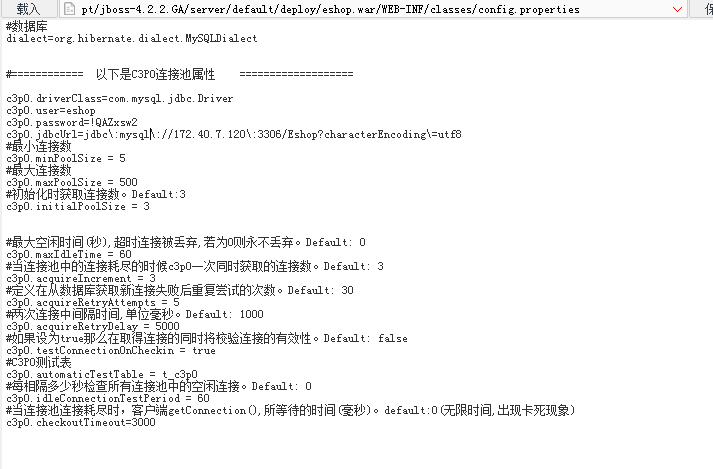 载入 pt/jboss-4.2.2.GA/server/default/deploy/eshop.war/WEB-INF/classes/config.properties
#数据库
dialect=org.hibernate.dialect.MySQLDialect
#============ 以下是C3P0连接池属性 ===================
c3p0.driverClass=com.mysql.jdbc.Driver
c3p0.user=eshop
c3p0.password=!QAZxsw2
c3p0.jdbcUrl=jdbc\:mysql\://172.40.7.120\:3306/Eshop?characterEncoding\=utf8
#最小连接数
c3p0.minPoolSize = 5
#最大连接数
c3p0.maxPoolSize = 500
#初始化时获取连接数。Default:3
c3p0.initialPoolSize = 3
#最大空闲时间(秒),超时连接被丢弃,若为0则永不丢弃。Default: 0
c3p0.maxIdleTime = 60
#当连接池中的连接耗尽的时候c3p0一次同时获取的连接数。Default: 3
c3p0.acquireIncrement = 3
#定义在从数据库获取新连接失败后重复尝试的次数。Default: 30
c3p0.acquireRetryAttempts = 5
#两次连接中间隔时间,单位毫秒。Default: 1000
c3p0.acquireRetryDelay = 5000
#如果设为true那么在取得连接的同时将校验连接的有效性。Default: false
c3p0.testConnectionOnCheckin = true
#C3P0测试表
c3p0.automaticTestTable = t_c3p0
#每相隔多少秒检查所有连接池中的空闲连接。Default: 0
c3p0.idleConnectionTestPeriod = 60
#当连接池连接耗尽时，客户端getConnection(),所等待的时间(毫秒)。default:0(无限时间,出现卡死现象)
c3p0.checkoutTimeout=3000